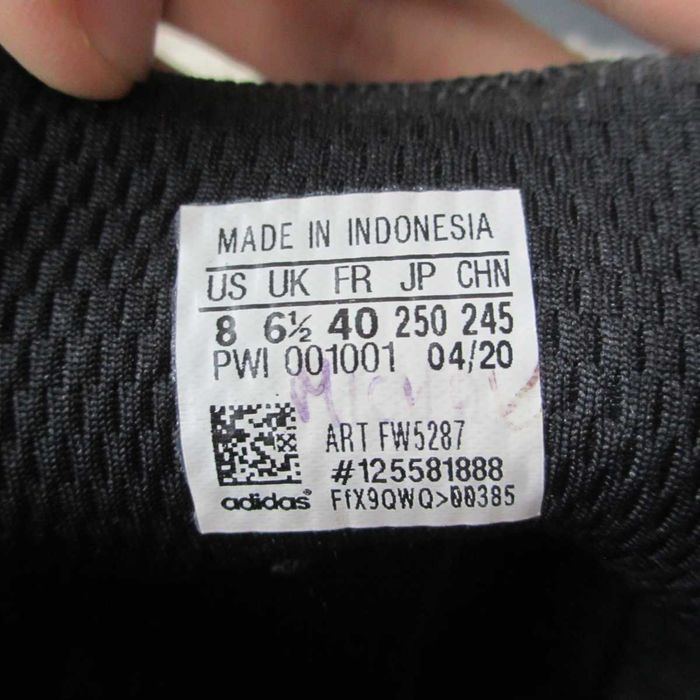 MADE IN INDONESIA
US UK FR JP CHN
8 6½ 40 250 245
PWI 001001 04/20
ART FW5287
#125581888
adidas® FfX9QWQ>00385